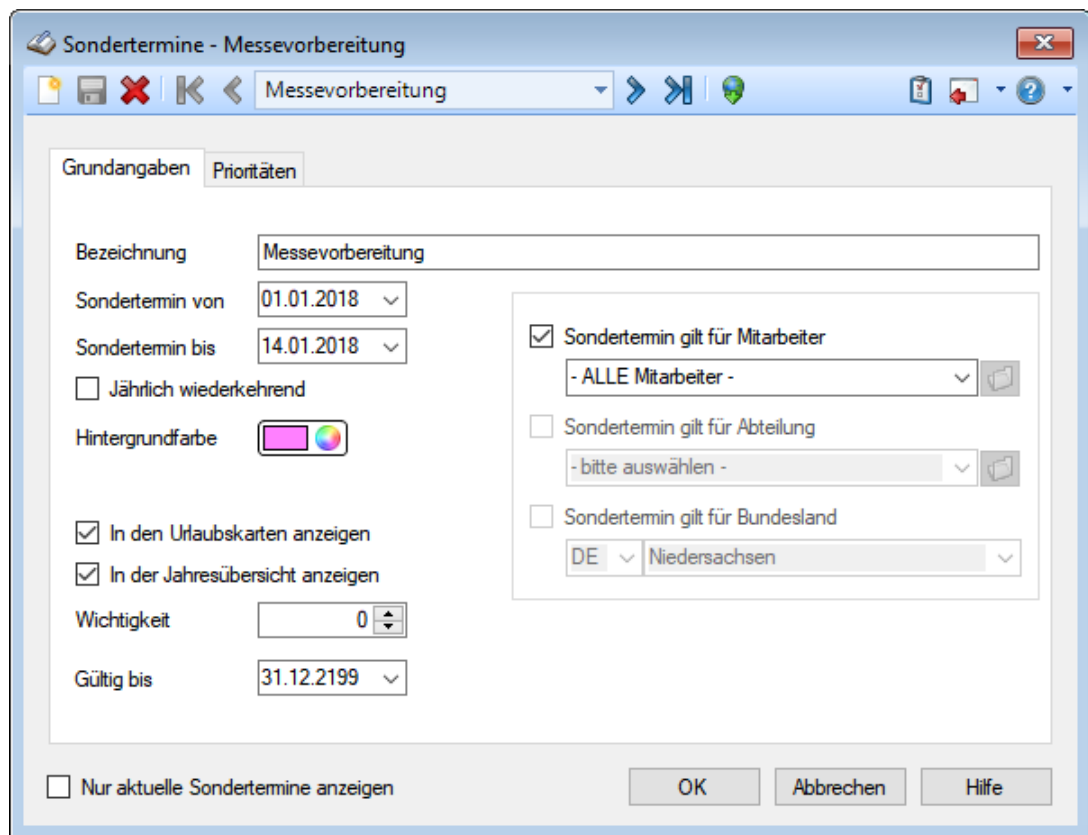 Sondertermine - Messevorbereitung
Messevorbereitung
Grundangaben
Prioritäten
Bezeichnung
Messevorbereitung
Sondertermin von
01.01.2018
Sondertermin bis
14.01.2018
Jährlich wiederkehrend
Hintergrundfarbe
In den Urlaubskarten anzeigen
In der Jahresübersicht anzeigen
Wichtigkeit
0
Gültig bis
31.12.2199
Sondertermin gilt für Mitarbeiter
- ALLE Mitarbeiter -
Sondertermin gilt für Abteilung
- bitte auswählen -
Sondertermin gilt für Bundesland
DE Niedersachsen
Nur aktuelle Sondertermine anzeigen
OK
Abbrechen
Hilfe